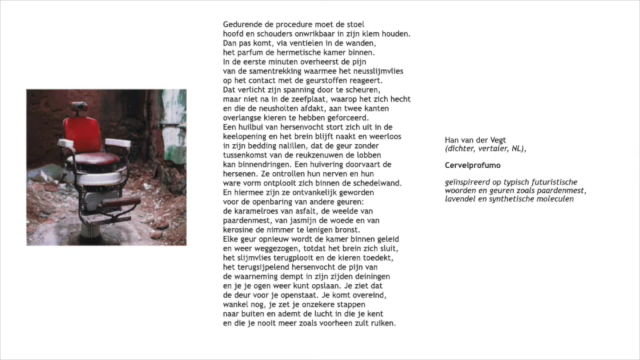 Gedurende de procedure moet de stoel
hoofd en schouders onwrikbaar in zijn klem houden.
Dan pas komt, via ventielen in de wanden,
het parfum de hermetische kamer binnen.
In de eerste minuten overheerst de pijn
van de samentrekking waarmee het neusslijmvlies
op het contact met de geurstoffen reageert.
Dat verlicht zijn spanning door te scheuren,
maar niet na in de zeefplaat, waarop het zich hecht
en die de neusholten afdakt, aan twee kanten
overlangse kieren te hebben geforceerd.
Een huilbui van hersenvocht stort zich uit in de
keelopening en het brein blijft naakt en weerloos
in zijn bedding nalillen, dat de geur zonder
tussenkomst van de reukzenuwen de lobben
kan binnendringen. Een huivering doorvaart de
hersenen. Ze ontrollen hun nerven en hun
ware vorm ontplooit zich binnen de schedelwand.
En hiermee zijn ze ontvankelijk geworden
voor de openbaring van andere geuren:
de karamelroes van asfalt, de weelde van
paardenmest, van jasmijn de woede en van
kerosine de nimmer te lenigen bronst.
Elke geur opnieuw wordt de kamer binnen geleid
en weer weggezogen, totdat het brein zich sluit,
het slijmvlies terugplooit en de kieren toedekt,
het terugsijpelend hersenvocht de pijn van
de waarneming dempt in zijn zijden deiningen
en je je ogen weer kunt opslaan. Je ziet dat
de deur voor je openstaat. Je komt overeind,
wankel nog, je zet je onzekere stappen
naar buiten en ademt de lucht in die je kent
en die je nooit meer zoals voorheen zult ruiken.
Han van der Vegt
(dichter, vertaler, NL),
Cervelprofumo
geïnspireerd op typisch futuristische
woorden en geuren zoals paardenmest,
lavendel en synthetische moleculen